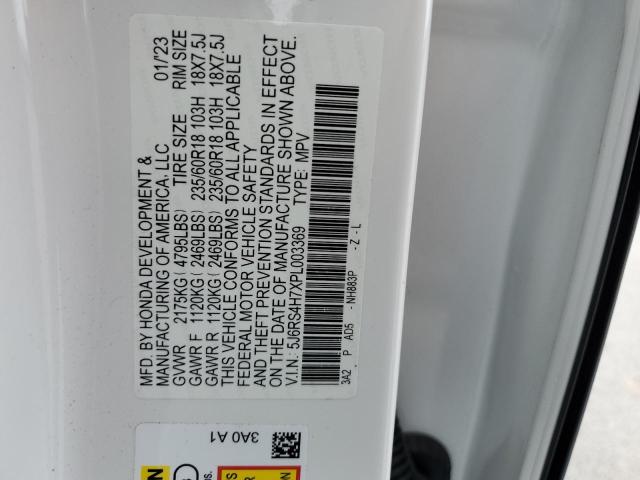 MFD. BY HONDA DEVELOPMENT &
MANUFACTURING OF AMERICA, LLC 01/23
GVWR 2175KG ( 4795LBS) TIRE SIZE RIM SIZE
GAWR F 1120KG ( 2469LBS) 235/60R18 103H 18X7.5J
GAWR R 1120KG ( 2469LBS) 235/60R18 103H 18X7.5J
THIS VEHICLE CONFORMS TO ALL APPLICABLE
FEDERAL MOTOR VEHICLE SAFETY
AND THEFT PREVENTION STANDARDS IN EFFECT
ON THE DATE OF MANUFACTURE SHOWN ABOVE.
V.I.N.: 5J6RS4H7XPL003369 TYPE: MPV
3A2 P AD5 - NH883P - Z - L
3A0 A1